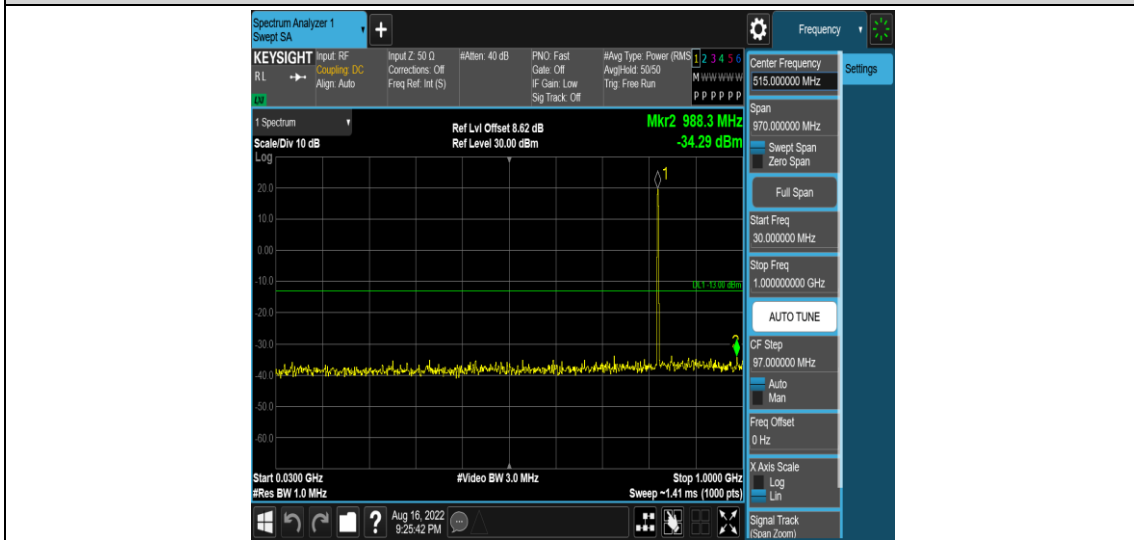 Spectrum Analyzer 1
Swept SA
+
Frequency
KEYSIGHT
RL
Input: RF
Coupling: DC
Align: Auto
Input Z: 50 Ω
Corrections: Off
Freq Ref: Int (S)
#Atten: 40 dB
PNO: Fast
Gate: Off
IF Gain: Low
Sig Track: Off
#Avg Type: Power (RMS
Avg|Hold: 50/50
Trig: Free Run
1 2 3 4 5 6
M W W W W W
P P P P P P
Center Frequency
515.000000 MHz
Settings
Span
970.000000 MHz
Swept Span
Zero Span
Full Span
Start Freq
30.000000 MHz
Stop Freq
1.000000000 GHz
AUTO TUNE
CF Step
97.000000 MHz
Auto
Man
Freq Offset
0 Hz
X Axis Scale
Log
Lin
Signal Track
(Span Zoom)
1 Spectrum
Scale/Div 10 dB
Log
Ref Lvl Offset 8.62 dB
Ref Level 30.00 dBm
Mkr2 988.3 MHz
-34.29 dBm
1
20.0
10.0
0.00
-10.0
DL1 -13.00 dBm
-20.0
-30.0
2
-40.0
-50.0
-60.0
Start 0.0300 GHz
#Res BW 1.0 MHz
#Video BW 3.0 MHz
Stop 1.0000 GHz
Sweep ~1.41 ms (1000 pts)
?
Aug 16, 2022
9:25:42 PM